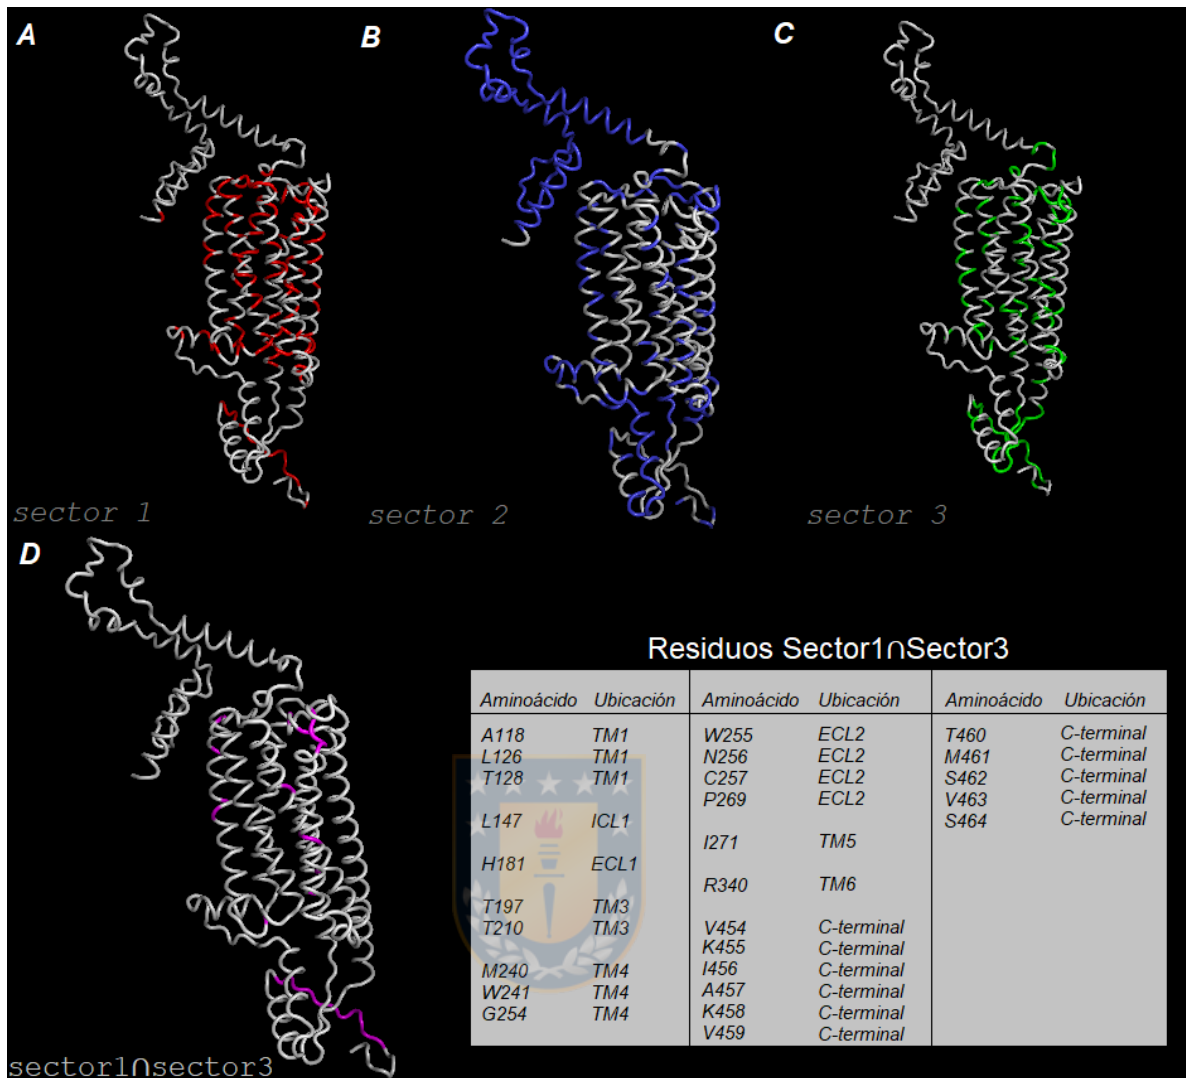 A
B
C
sector 1
sector 2
sector 3
D
sector1∩sector3
Residuos Sector1∩Sector3
Aminoácido Ubicación Aminoácido Ubicación Aminoácido Ubicación
A118 TM1 W255 ECL2 T460 C-terminal
L126 TM1 N256 ECL2 M461 C-terminal
T128 TM1 C257 ECL2 S462 C-terminal
P269 ECL2 V463 C-terminal
L147 ICL1 S464 C-terminal
I271 TM5
H181 ECL1
R340 TM6
T197 TM3
T210 TM3 V454 C-terminal
K455 C-terminal
M240 TM4 I456 C-terminal
W241 TM4 A457 C-terminal
G254 TM4 K458 C-terminal
V459 C-terminal